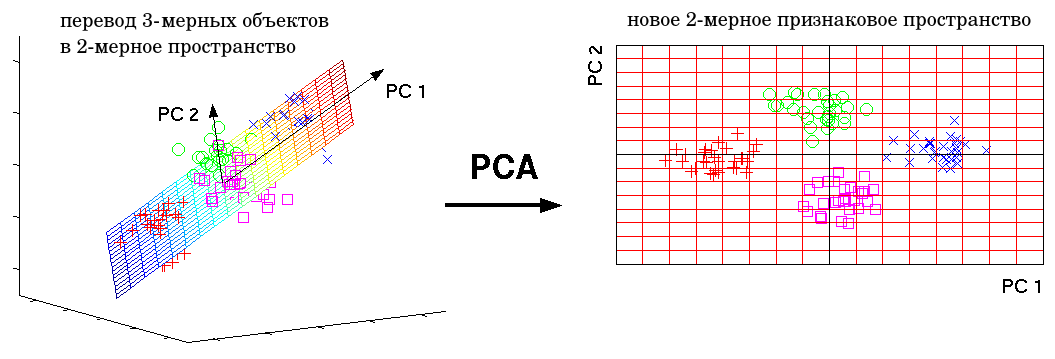 перевод 3-мерных объектов
в 2-мерное пространство
PC 1
PC 2
PCA
новое 2-мерное признаковое пространство
PC 2
PC 1